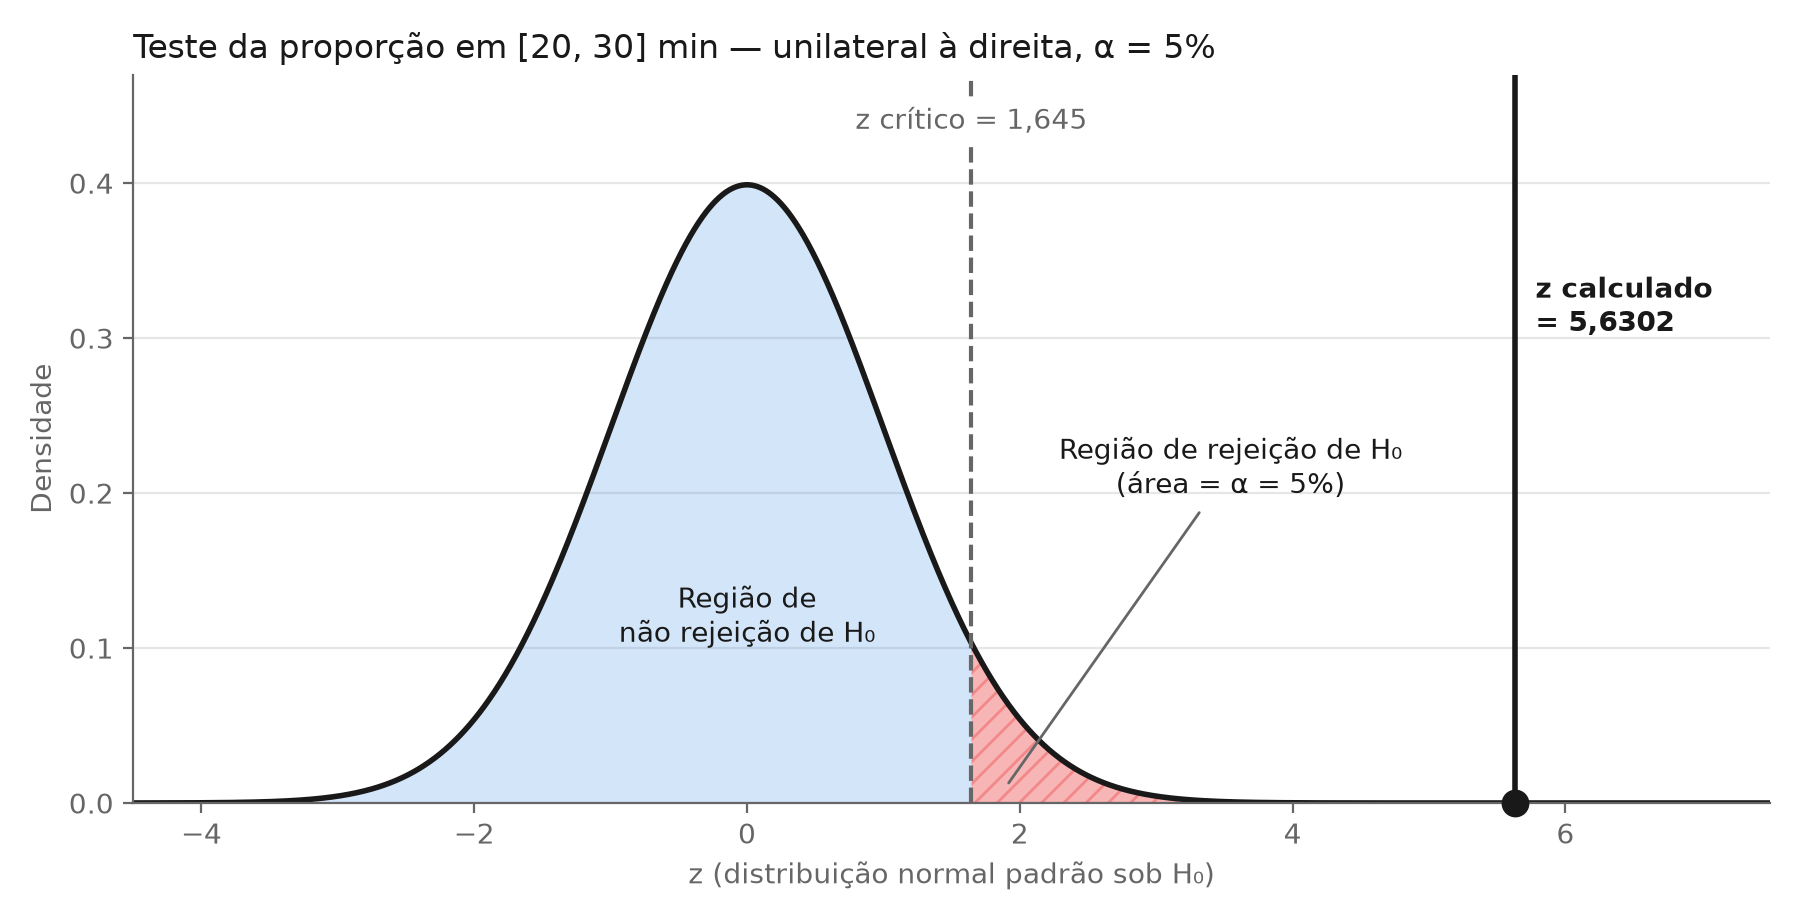 Teste da proporção em [20, 30] min — unilateral à direita, α = 5%
z crítico = 1,645
z calculado
= 5,6302
Região de rejeição de H₀
(área = α = 5%)
Região de
não rejeição de H₀
Densidade
0.4
0.3
0.2
0.1
0.0
−4
−2
0
2
4
6
z (distribuição normal padrão sob H₀)